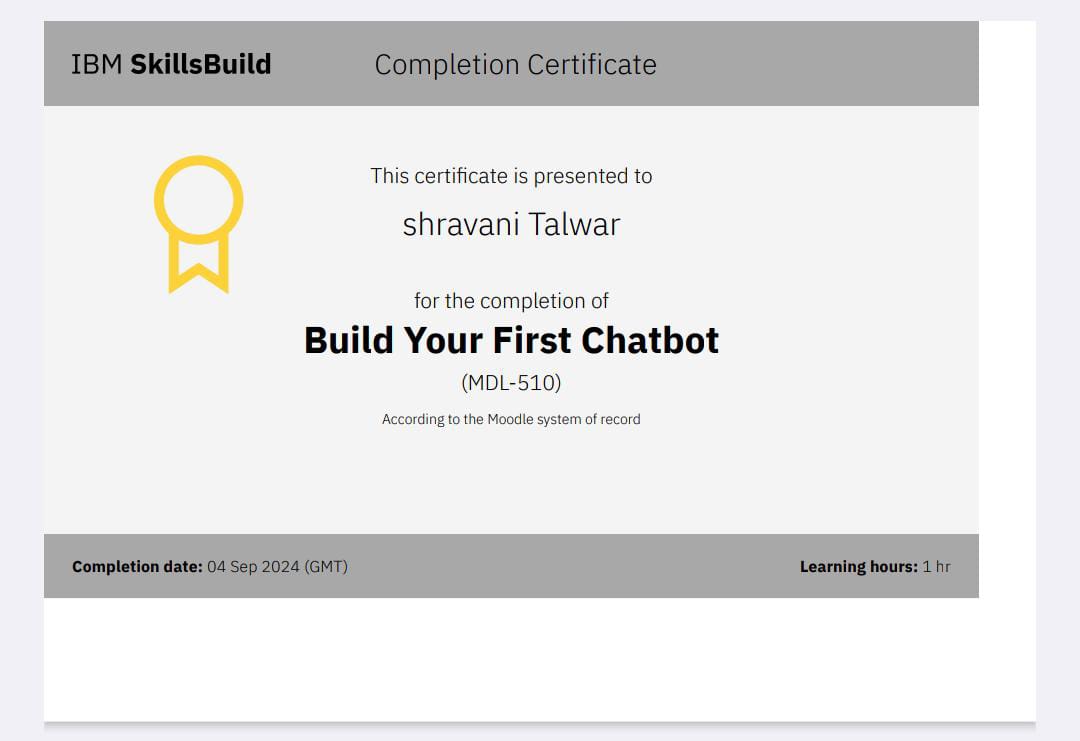 IBM SkillsBuild
Completion Certificate
This certificate is presented to
shravani Talwar
for the completion of
Build Your First Chatbot
(MDL-510)
According to the Moodle system of record
Completion date: 04 Sep 2024 (GMT)
Learning hours: 1 hr